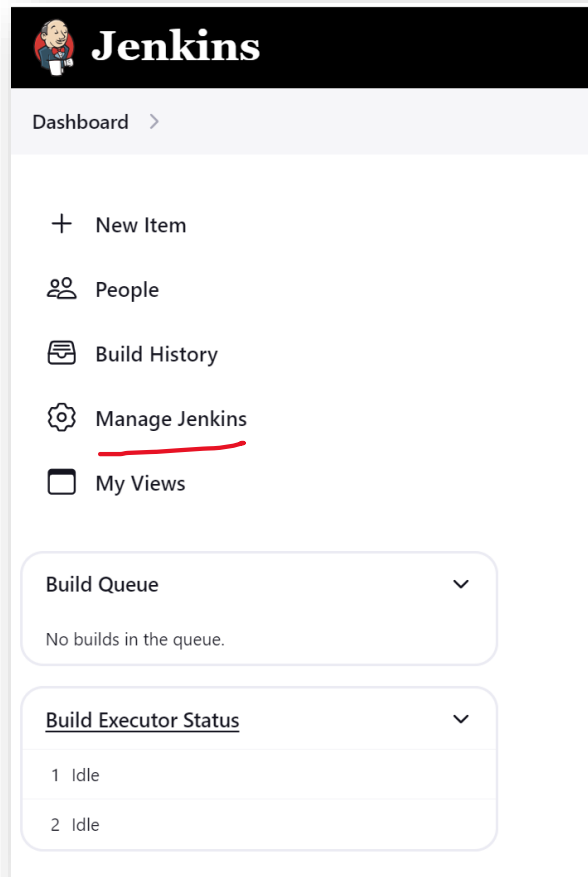 Jenkins
Dashboard
New Item
People
Build History
Manage Jenkins
My Views
Build Queue
No builds in the queue.
Build Executor Status
1 Idle
2 Idle